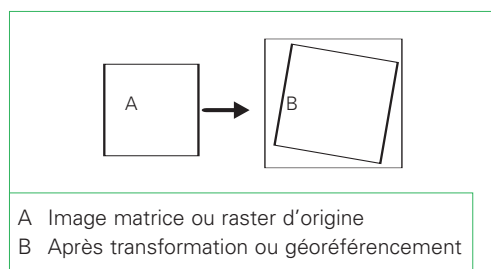 A
B
A Image matrice ou raster d'origine
B Après transformation ou géoréférencement